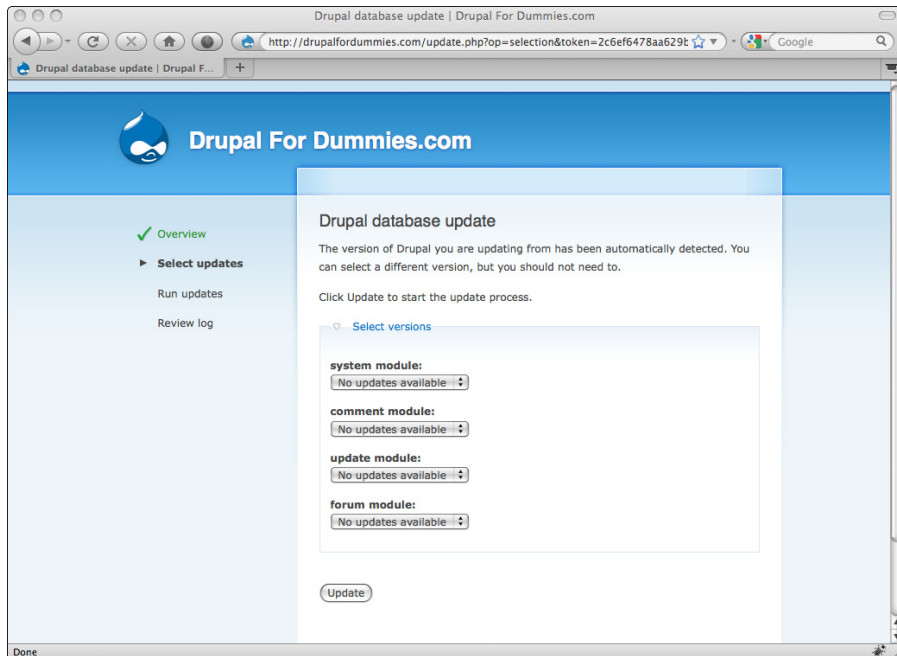 Drupal database update | Drupal For Dummies.com
http://drupalfordummies.com/update.php?op=selection&token=2c6ef6478aa629b
Google
Drupal database update | Drupal F...
Drupal For Dummies.com
Overview
Select updates
Run updates
Review log
Drupal database update
The version of Drupal you are updating from has been automatically detected. You
can select a different version, but you should not need to.
Click Update to start the update process.
Select versions
system module:
No updates available
comment module:
No updates available
update module:
No updates available
forum module:
No updates available
Update
Done